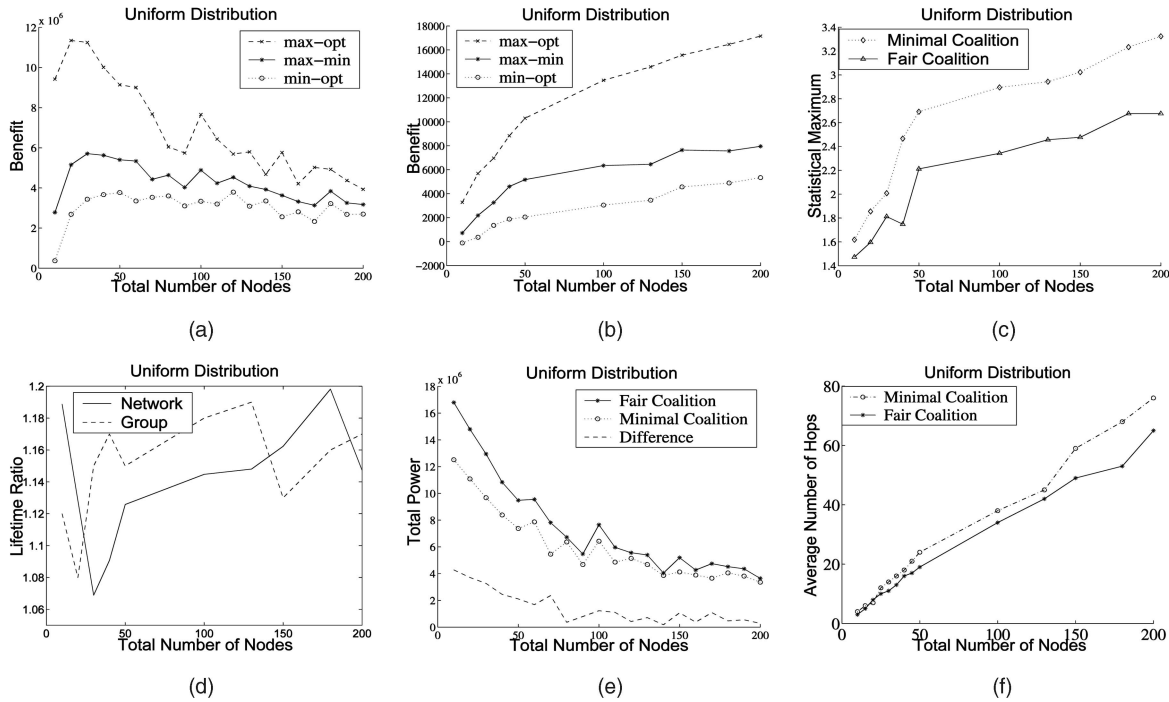 Uniform Distribution
x 10⁶
12
10
8
6
4
2
0
0
50
100
150
200
max-opt
max-min
min-opt
Benefit
Total Number of Nodes
(a)
Uniform Distribution
18000
16000
14000
12000
10000
8000
6000
4000
2000
0
-2000
0
50
100
150
200
max-opt
max-min
min-opt
Benefit
Total Number of Nodes
(b)
Uniform Distribution
3.4
3.2
3
2.8
2.6
2.4
2.2
2
1.8
1.6
1.4
0
50
100
150
200
Minimal Coalition
Fair Coalition
Statistical Maximum
Total Number of Nodes
(c)
Uniform Distribution
1.2
1.18
1.16
1.14
1.12
1.1
1.08
1.06
0
50
100
150
200
Network
Group
Lifetime Ratio
Total Number of Nodes
(d)
Uniform Distribution
x 10⁶
18
16
14
12
10
8
6
4
2
0
0
50
100
150
200
Fair Coalition
Minimal Coalition
Difference
Total Power
Total Number of Nodes
(e)
Uniform Distribution
80
60
40
20
0
0
50
100
150
200
Minimal Coalition
Fair Coalition
Average Number of Hops
Total Number of Nodes
(f)